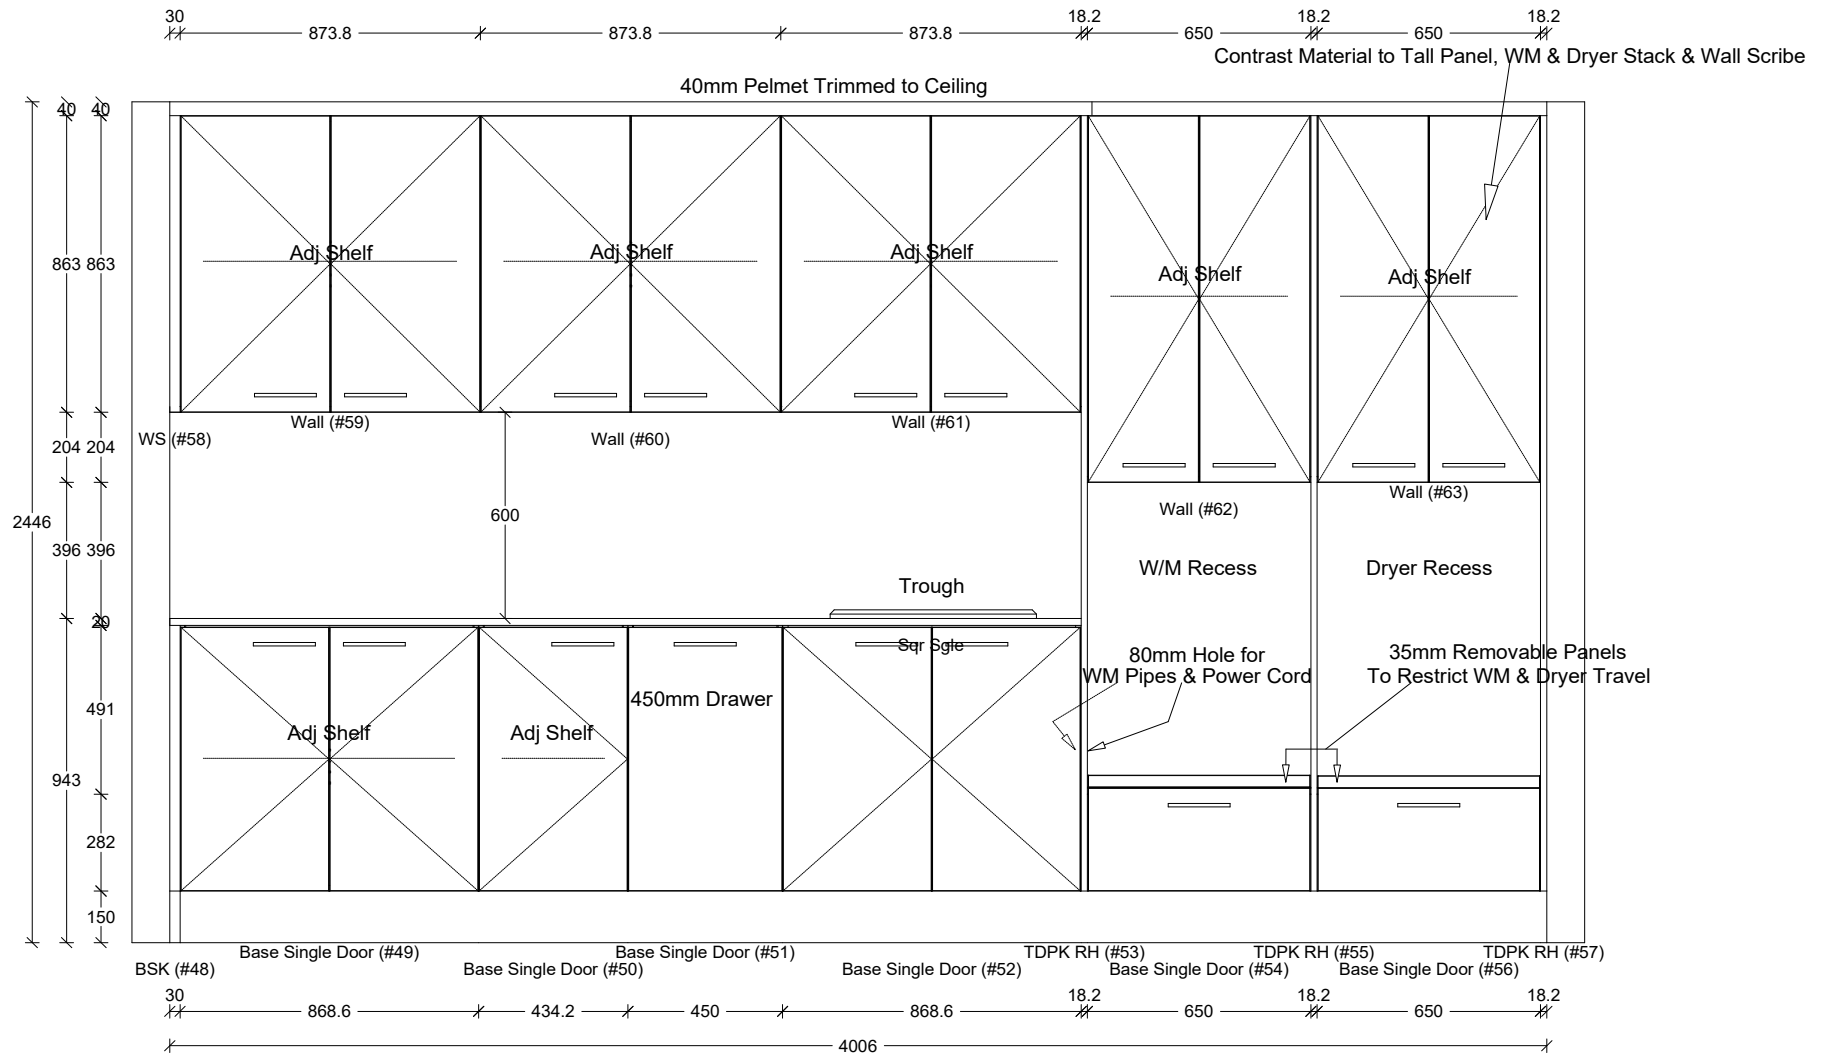 30
18.2
18.2
18.2
873.8
873.8
873.8
650
650
Contrast Material to Tall Panel, WM & Dryer Stack & Wall Scribe
40mm Pelmet Trimmed to Ceiling
40 40
Adj Shelf
Adj Shelf
Adj Shelf
Adj Shelf
Adj Shelf
863 863
Wall (#59)
Wall (#61)
WS (#58)
Wall (#60)
204 204
Wall (#63)
Wall (#62)
600
2446
396 396
W/M Recess
Dryer Recess
Trough
20
Sqr Sgle
80mm Hole for
WM Pipes & Power Cord
35mm Removable Panels
To Restrict WM & Dryer Travel
450mm Drawer
491
Adj Shelf
Adj Shelf
943
282
150
Base Single Door (#49)
Base Single Door (#51)
TDPK RH (#53)
TDPK RH (#55)
TDPK RH (#57)
BSK (#48)
Base Single Door (#50)
Base Single Door (#52)
Base Single Door (#54)
Base Single Door (#56)
30
18.2
18.2
18.2
868.6
434.2
450
868.6
650
650
4006